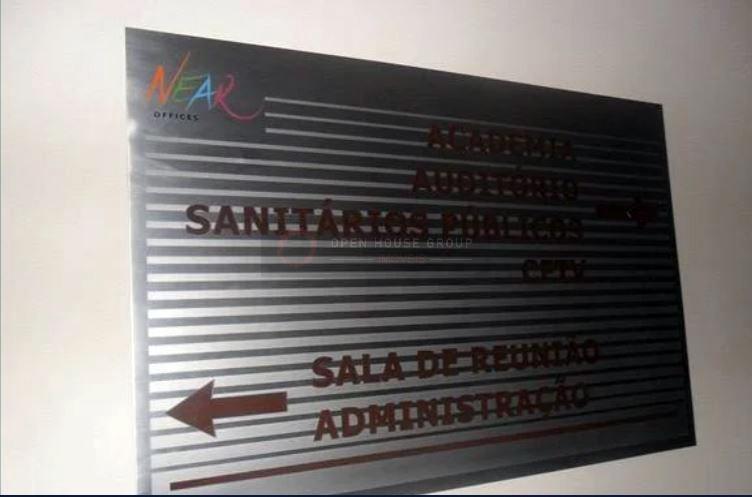 NEAR
OFFICES
ACADEMIA
AUDITÓRIO
SANITÁRIOS PÚBLICOS
OPEN HOUSE GROUP
CFTV
SALA DE REUNIÃO
ADMINISTRAÇÃO